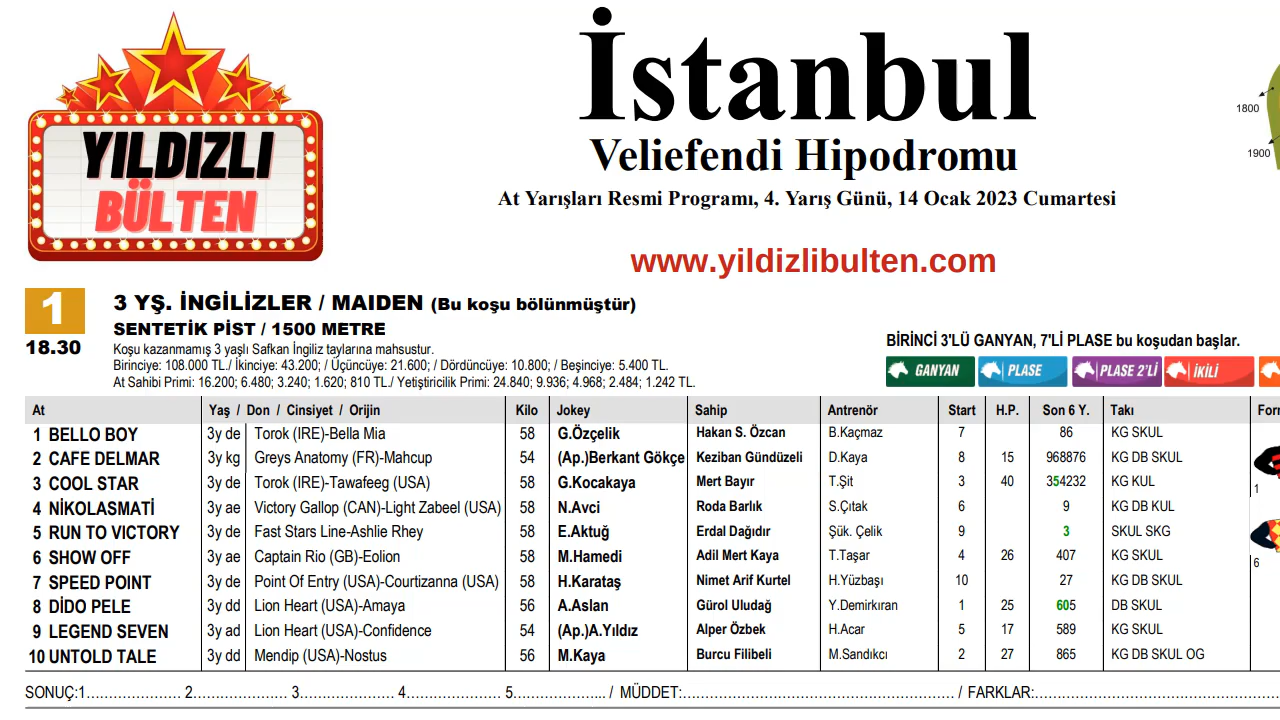 YILDIZLI
BÜLTEN
İstanbul
Veliefendi Hipodromu
At Yarışları Resmi Programı, 4. Yarış Günü, 14 Ocak 2023 Cumartesi
www.yildizlibulten.com
1800
1900
1 3 YŞ. İNGİLİZLER / MAIDEN (Bu koşu bölünmüştür)
SENTETİK PİST / 1500 METRE
18.30
Koşu kazanmamış 3 yaşlı Safkan İngiliz taylarına mahsustur.
Birinciye: 108.000 TL./ İkinciye: 43.200; / Üçüncüye: 21.600; / Dördüncüye: 10.800; / Beşinciye: 5.400 TL.
At Sahibi Primi: 16.200; 6.480; 3.240; 1.620; 810 TL./ Yetiştiricilik Primi: 24.840; 9.936; 4.968; 2.484; 1.242 TL.
BİRİNCİ 3'LÜ GANYAN, 7'Lİ PLASE bu koşudan başlar.
GANYAN PLASE PLASE 2'Lİ İKİLİ
At Yaş / Don / Cinsiyet / Orijin Kilo Jokey Sahip Antrenör Start H.P. Son 6 Y. Takı Forr
1 BELLO BOY 3y de Torok (IRE)-Bella Mia 58 G.Özçelik Hakan S. Özcan B.Kaçmaz 7 86 KG SKUL
2 CAFE DELMAR 3y kg Greys Anatomy (FR)-Mahcup 54 (Ap.)Berkant Gökçe Keziban Gündüzeli D.Kaya 8 15 968876 KG DB SKUL
3 COOL STAR 3y de Torok (IRE)-Tawafeeg (USA) 58 G.Kocakaya Mert Bayır T.Şit 3 40 354232 KG KUL
4 NİKOLASMATİ 3y ae Victory Gallop (CAN)-Light Zabeel (USA) 58 N.Avci Roda Barlık S.Çıtak 6 9 KG DB KUL
5 RUN TO VICTORY 3y de Fast Stars Line-Ashlie Rhey 58 E.Aktuğ Erdal Dağıdır Şük. Çelik 9 3 SKUL SKG
6 SHOW OFF 3y ae Captain Rio (GB)-Eolion 58 M.Hamedi Adil Mert Kaya T.Taşar 4 26 407 KG SKUL
7 SPEED POINT 3y de Point Of Entry (USA)-Courtizanna (USA) 58 H.Karataş Nimet Arif Kurtel H.Yüzbaşı 10 27 KG DB SKUL
8 DİDO PELE 3y dd Lion Heart (USA)-Amaya 56 A.Aslan Gürol Uludağ Y.Demirkıran 1 25 605 DB SKUL
9 LEGEND SEVEN 3y ad Lion Heart (USA)-Confidence 54 (Ap.)A.Yıldız Alper Özbek H.Acar 5 17 589 KG SKUL
10 UNTOLD TALE 3y dd Mendip (USA)-Nostus 56 M.Kaya Burcu Filibeli M.Sandıkcı 2 27 865 KG DB SKUL OG
1
6
SONUÇ:1…………………. 2…………………. 3…………………. 4…………………. 5………………... / MÜDDET:……………………………………………………. / FARKLAR:……………………………………………………